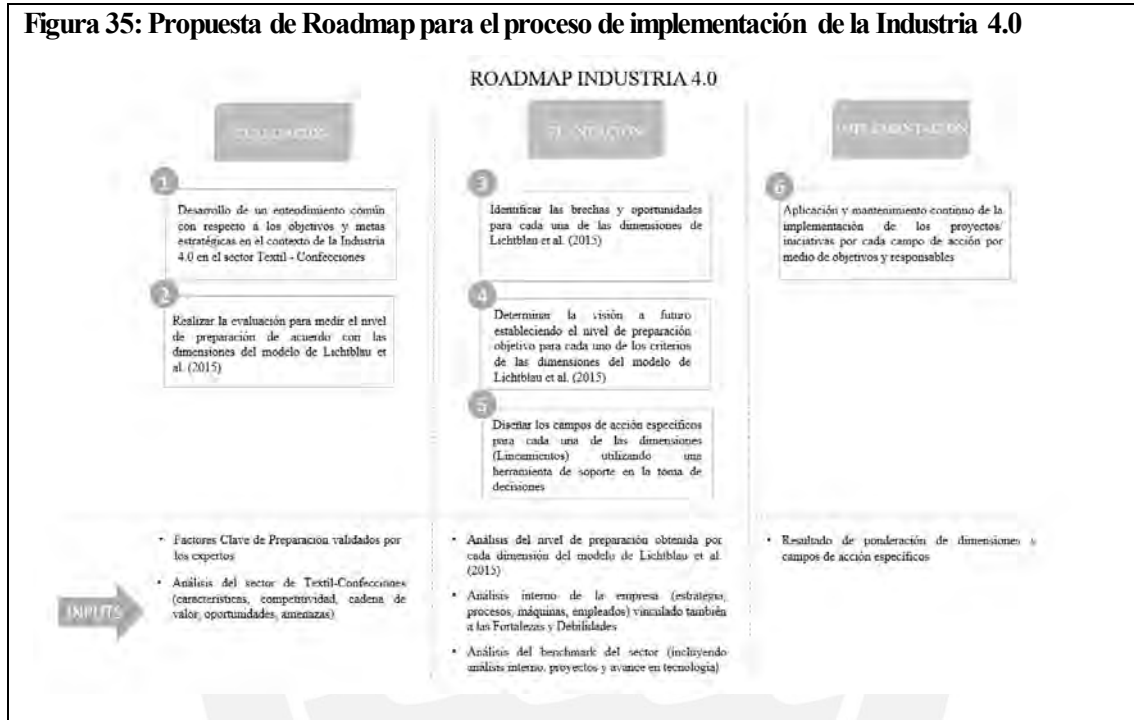 Figura 35: Propuesta de Roadmap para el proceso de implementación de la Industria 4.0
ROADMAP INDUSTRIA 4.0
EVALUACIÓN
PLANEACIÓN
IMPLEMENTACIÓN
1
Desarrollo de un entendimiento común
con respecto a los objetivos y metas
estratégicas en el contexto de la Industria
4.0 en el sector Textil - Confecciones
2
Realizar la evaluación para medir el nivel
de preparación de acuerdo con las
dimensiones del modelo de Lichtblau et
al. (2015)
3
Identificar las brechas y oportunidades
para cada una de las dimensiones de
Lichtblau et al. (2015)
4
Determinar la visión a futuro
estableciendo el nivel de preparación
objetivo para cada uno de los criterios
de las dimensiones del modelo de
Lichtblau et al. (2015)
5
Diseñar los campos de acción específicos
para cada una de las dimensiones
(Lineamientos) utilizando una
herramienta de soporte en la toma de
decisiones
6
Aplicación y mantenimiento continuo de la
implementación de los proyectos/
iniciativas por cada campo de acción por
medio de objetivos y responsables
INPUTS
• Factores Clave de Preparación validados por
los expertos
• Análisis del sector de Textil-Confecciones
(características, competitividad, cadena de
valor, oportunidades, amenazas)
• Análisis del nivel de preparación obtenida por
cada dimensión del modelo de Lichtblau et al.
(2015)
• Análisis interno de la empresa (estrategia,
procesos, máquinas, empleados) vinculado también
a las Fortalezas y Debilidades
• Análisis del benchmark del sector (incluyendo
análisis interno, proyectos y avance en tecnología)
• Resultado de ponderación de dimensiones y
campos de acción específicos